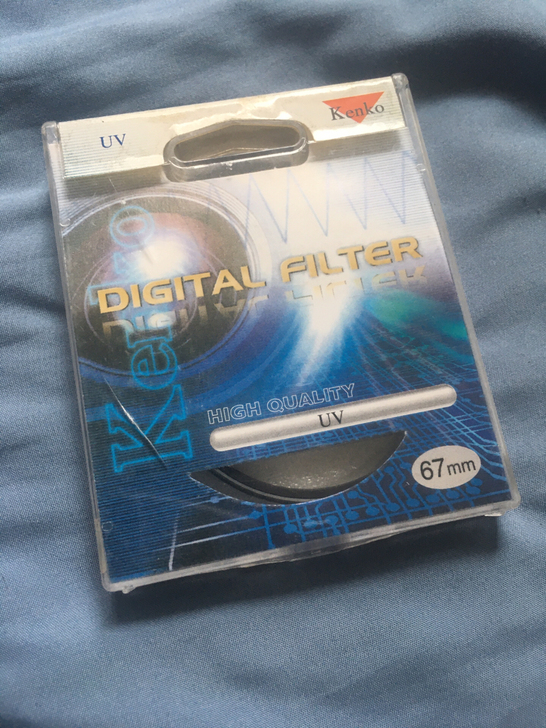 UV
Kenko
DIGITAL FILTER
Kenko
HIGH QUALITY
UV
67mm